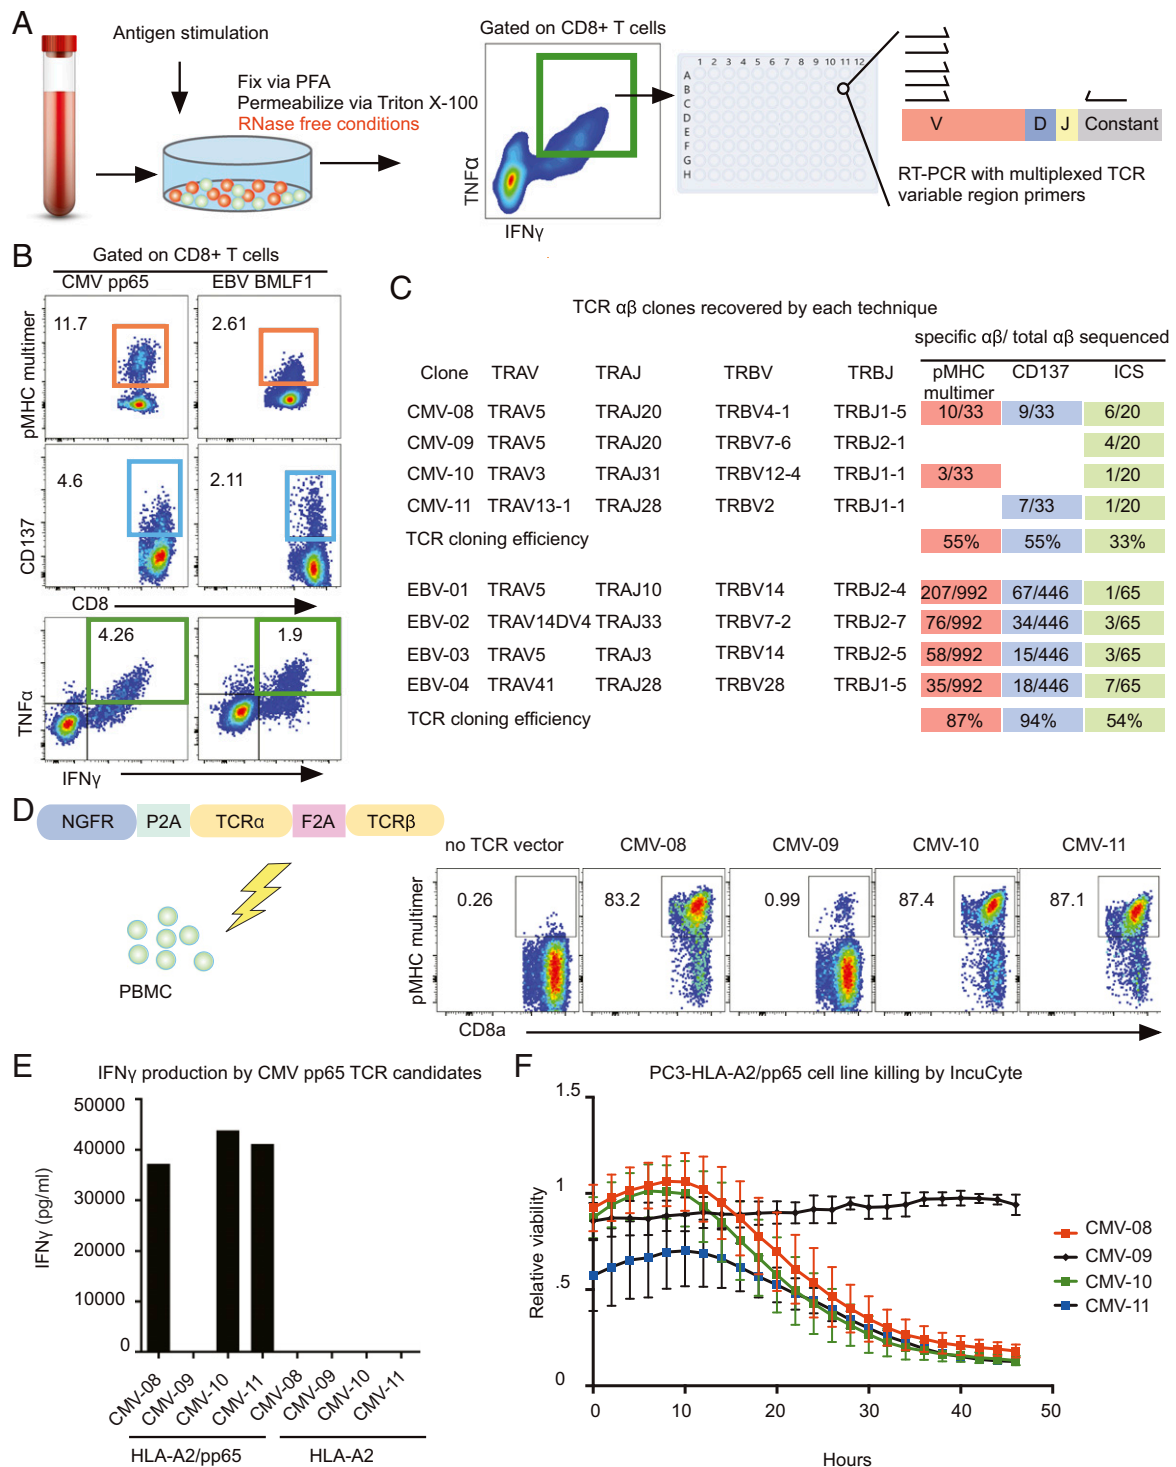 A
Antigen stimulation
Fix via PFA
Permeabilize via Triton X-100
RNase free conditions
Gated on CD8+ T cells
TNFα
IFNγ
1 2 3 4 5 6 7 8 9 10 11 12
A
B
C
D
E
F
G
H
V D J Constant
RT-PCR with multiplexed TCR
variable region primers
B
Gated on CD8+ T cells
CMV pp65 EBV BMLF1
pMHC multimer
11.7 2.61
CD137
4.6 2.11
CD8
TNFα
4.26 1.9
IFNγ
C
TCR αβ clones recovered by each technique
specific αβ/ total αβ sequenced
Clone TRAV TRAJ TRBV TRBJ pMHC multimer CD137 ICS
CMV-08 TRAV5 TRAJ20 TRBV4-1 TRBJ1-5 10/33 9/33 6/20
CMV-09 TRAV5 TRAJ20 TRBV7-6 TRBJ2-1 4/20
CMV-10 TRAV3 TRAJ31 TRBV12-4 TRBJ1-1 3/33 1/20
CMV-11 TRAV13-1 TRAJ28 TRBV2 TRBJ1-1 7/33 1/20
TCR cloning efficiency 55% 55% 33%
EBV-01 TRAV5 TRAJ10 TRBV14 TRBJ2-4 207/992 67/446 1/65
EBV-02 TRAV14DV4 TRAJ33 TRBV7-2 TRBJ2-7 76/992 34/446 3/65
EBV-03 TRAV5 TRAJ3 TRBV14 TRBJ2-5 58/992 15/446 3/65
EBV-04 TRAV41 TRAJ28 TRBV28 TRBJ1-5 35/992 18/446 7/65
TCR cloning efficiency 87% 94% 54%
D
NGFR P2A TCRα F2A TCRβ
PBMC
no TCR vector CMV-08 CMV-09 CMV-10 CMV-11
pMHC multimer
0.26 83.2 0.99 87.4 87.1
CD8a
E
IFNγ production by CMV pp65 TCR candidates
IFNγ (pg/ml)
50000
40000
30000
20000
10000
0
CMV-08 CMV-09 CMV-10 CMV-11 CMV-08 CMV-09 CMV-10 CMV-11
HLA-A2/pp65 HLA-A2
F
PC3-HLA-A2/pp65 cell line killing by IncuCyte
Relative viability
1.5
1
.5
0
0 10 20 30 40 50
Hours
CMV-08
CMV-09
CMV-10
CMV-11